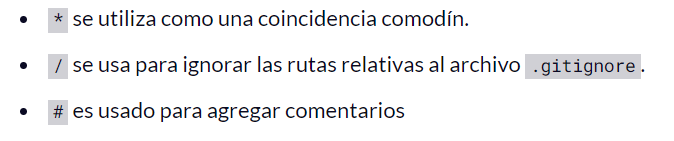 * se utiliza como una coincidencia comodín.
/ se usa para ignorar las rutas relativas al archivo .gitignore.
# es usado para agregar comentarios